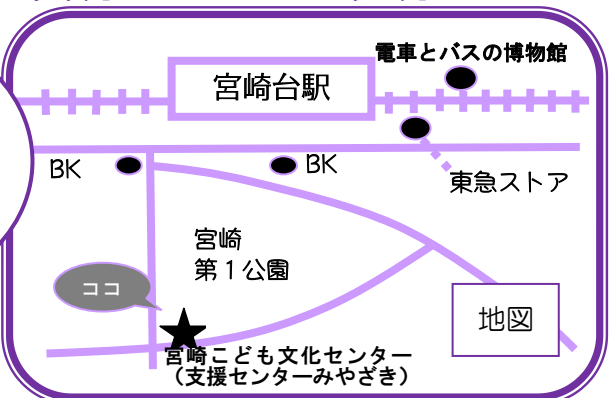 電車とバスの博物館
宮崎台駅
BK
BK
東急ストア
宮崎
第１公園
ココ
地図
宮崎こども文化センター
（支援センターみやざき）